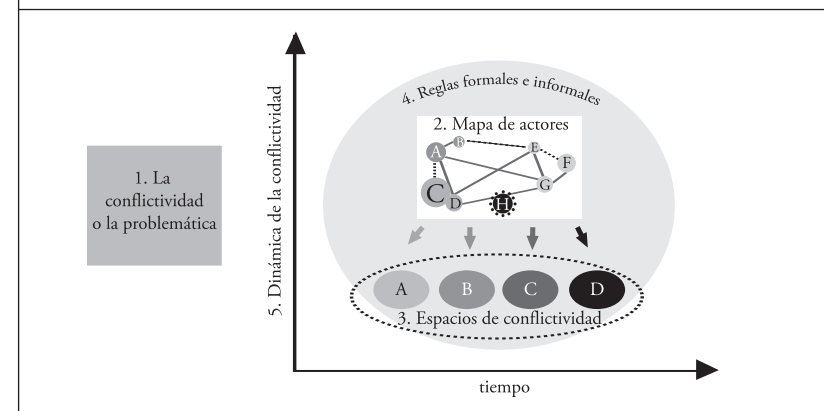 1. La
conflictividad
o la problemática
5. Dinámica de la conflictividad
4. Reglas formales e informales
2. Mapa de actores
A
B
E
F
C
D
G
H
A B C D
3. Espacios de conflictividad
tiempo